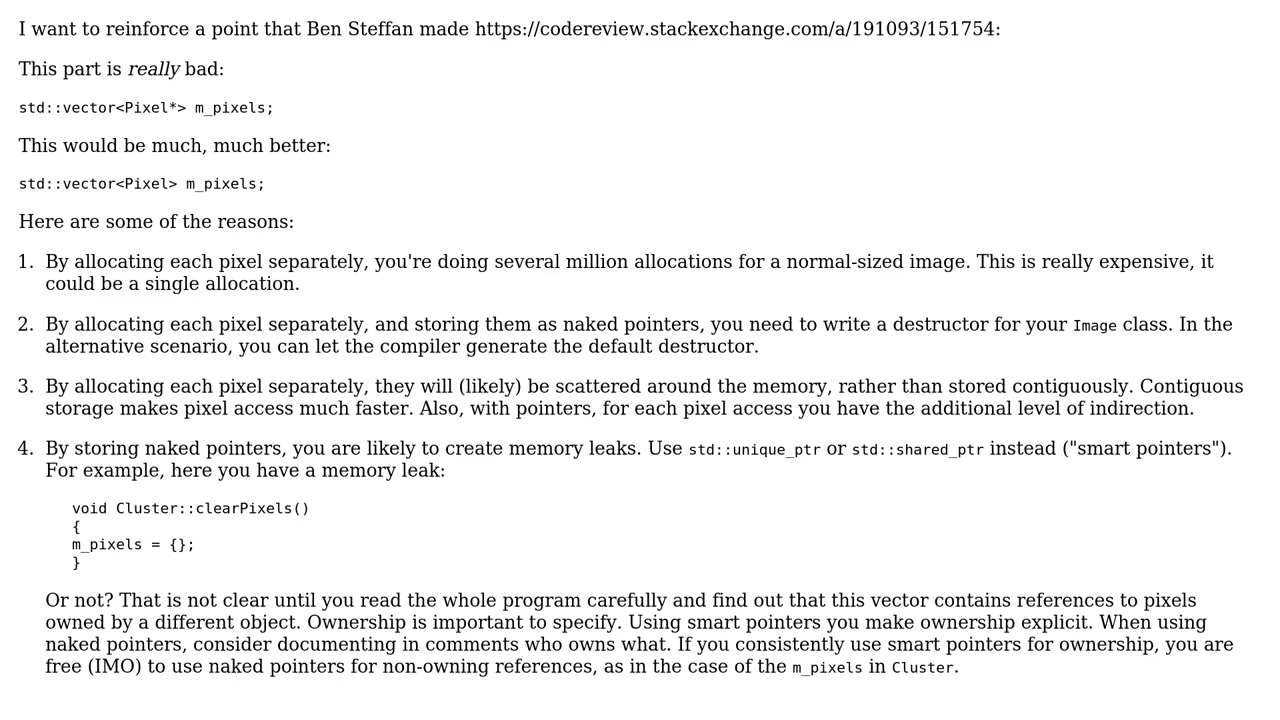 I want to reinforce a point that Ben Steffan made https://codereview.stackexchange.com/a/191093/151754:
This part is really bad:
std::vector<Pixel*> m_pixels;
This would be much, much better:
std::vector<Pixel> m_pixels;
Here are some of the reasons:
1. By allocating each pixel separately, you're doing several million allocations for a normal-sized image. This is really expensive, it
could be a single allocation.
2. By allocating each pixel separately, and storing them as naked pointers, you need to write a destructor for your Image class. In the
alternative scenario, you can let the compiler generate the default destructor.
3. By allocating each pixel separately, they will (likely) be scattered around the memory, rather than stored contiguously. Contiguous
storage makes pixel access much faster. Also, with pointers, for each pixel access you have the additional level of indirection.
4. By storing naked pointers, you are likely to create memory leaks. Use std::unique_ptr or std::shared_ptr instead ("smart pointers").
For example, here you have a memory leak:
void Cluster::clearPixels()
{
m_pixels = {};
}
Or not? That is not clear until you read the whole program carefully and find out that this vector contains references to pixels
owned by a different object. Ownership is important to specify. Using smart pointers you make ownership explicit. When using
naked pointers, consider documenting in comments who owns what. If you consistently use smart pointers for ownership, you are
free (IMO) to use naked pointers for non-owning references, as in the case of the m_pixels in Cluster.